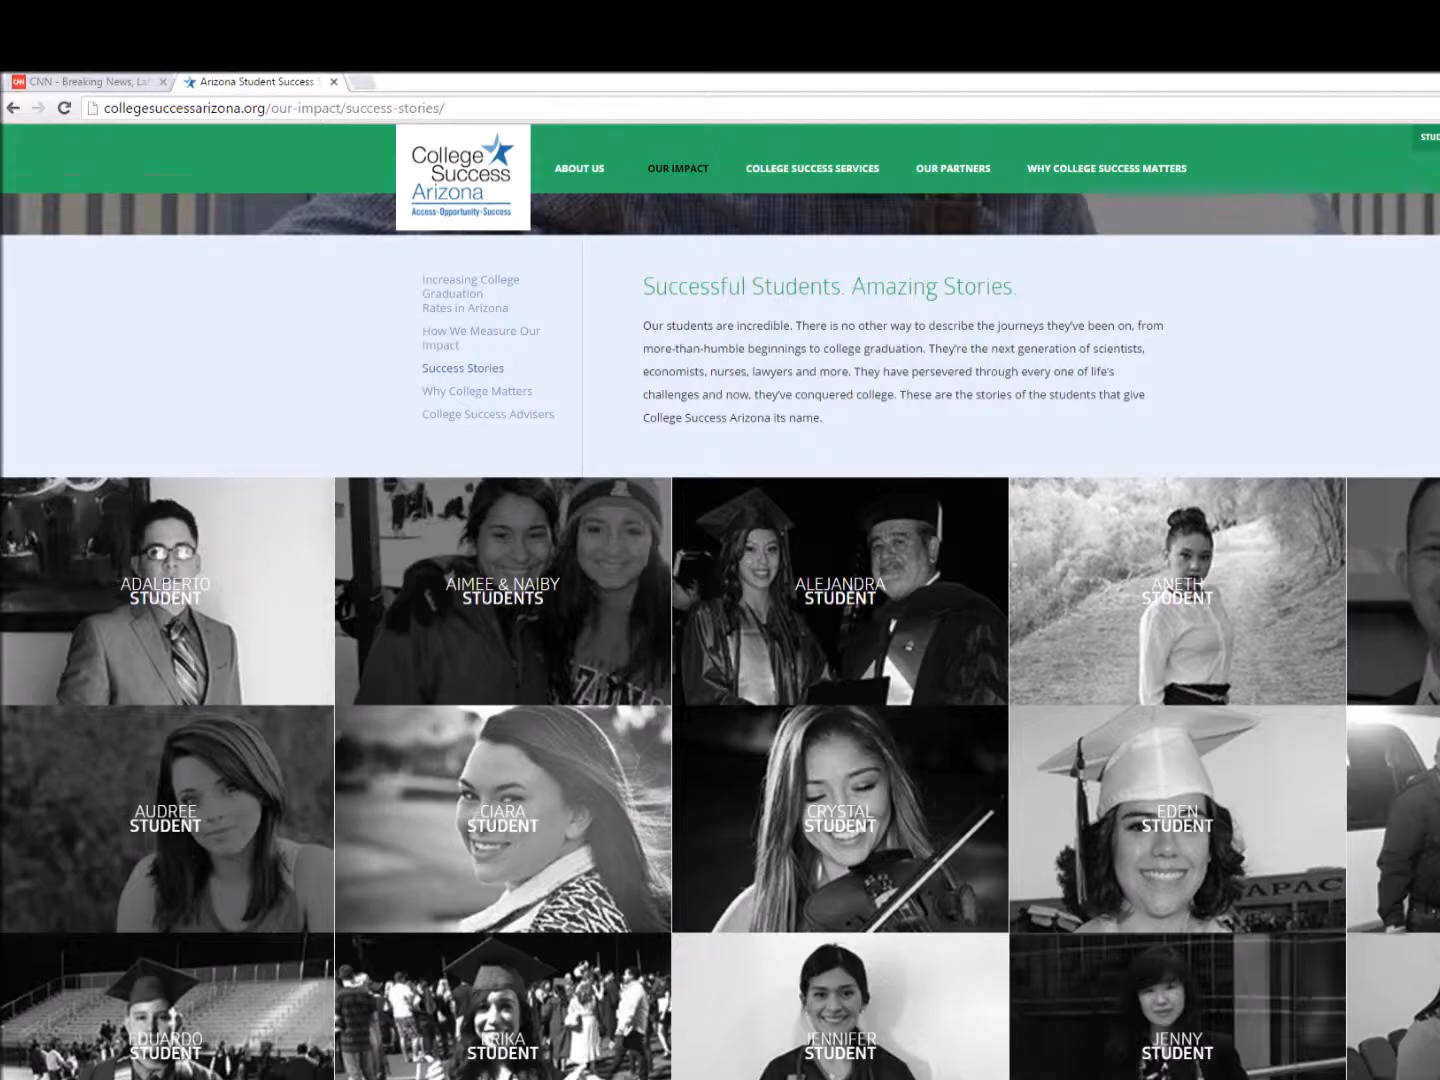 CNN - Breaking News, La
Arizona Student Success
collegesuccessarizona.org/our-impact/success-stories/
College
Success
Arizona
Access·Opportunity·Success
ABOUT US
OUR IMPACT
COLLEGE SUCCESS SERVICES
OUR PARTNERS
WHY COLLEGE SUCCESS MATTERS
Increasing College
Graduation
Rates in Arizona
How We Measure Our
Impact
Success Stories
Why College Matters
College Success Advisers
Successful Students. Amazing Stories.
Our students are incredible. There is no other way to describe the journeys they've been on, from
more-than-humble beginnings to college graduation. They're the next generation of scientists,
economists, nurses, lawyers and more. They have persevered through every one of life's
challenges and now, they've conquered college. These are the stories of the students that give
College Success Arizona its name.
ADALBERTO
STUDENT
AIMEE & NAIBY
STUDENTS
ALEJANDRA
STUDENT
ANETH
STUDENT
AUDREE
STUDENT
CIARA
STUDENT
CRYSTAL
STUDENT
EDEN
STUDENT
APAC
EDUARDO
STUDENT
ERIKA
STUDENT
JENNIFER
STUDENT
JENNY
STUDENT